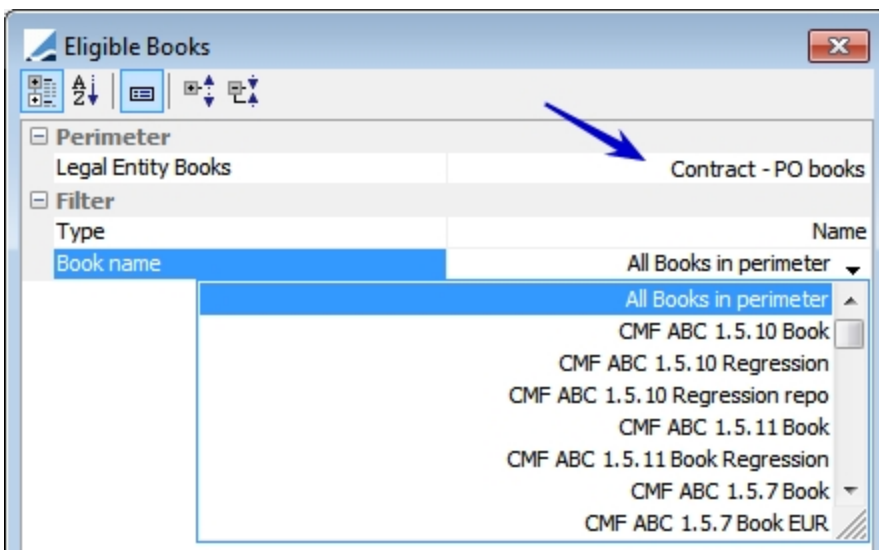 Eligible Books
Perimeter
Legal Entity Books Contract - PO books
Filter
Type Name
Book name All Books in perimeter
All Books in perimeter
CMF ABC 1.5.10 Book
CMF ABC 1.5.10 Regression
CMF ABC 1.5.10 Regression repo
CMF ABC 1.5.11 Book
CMF ABC 1.5.11 Book Regression
CMF ABC 1.5.7 Book
CMF ABC 1.5.7 Book EUR